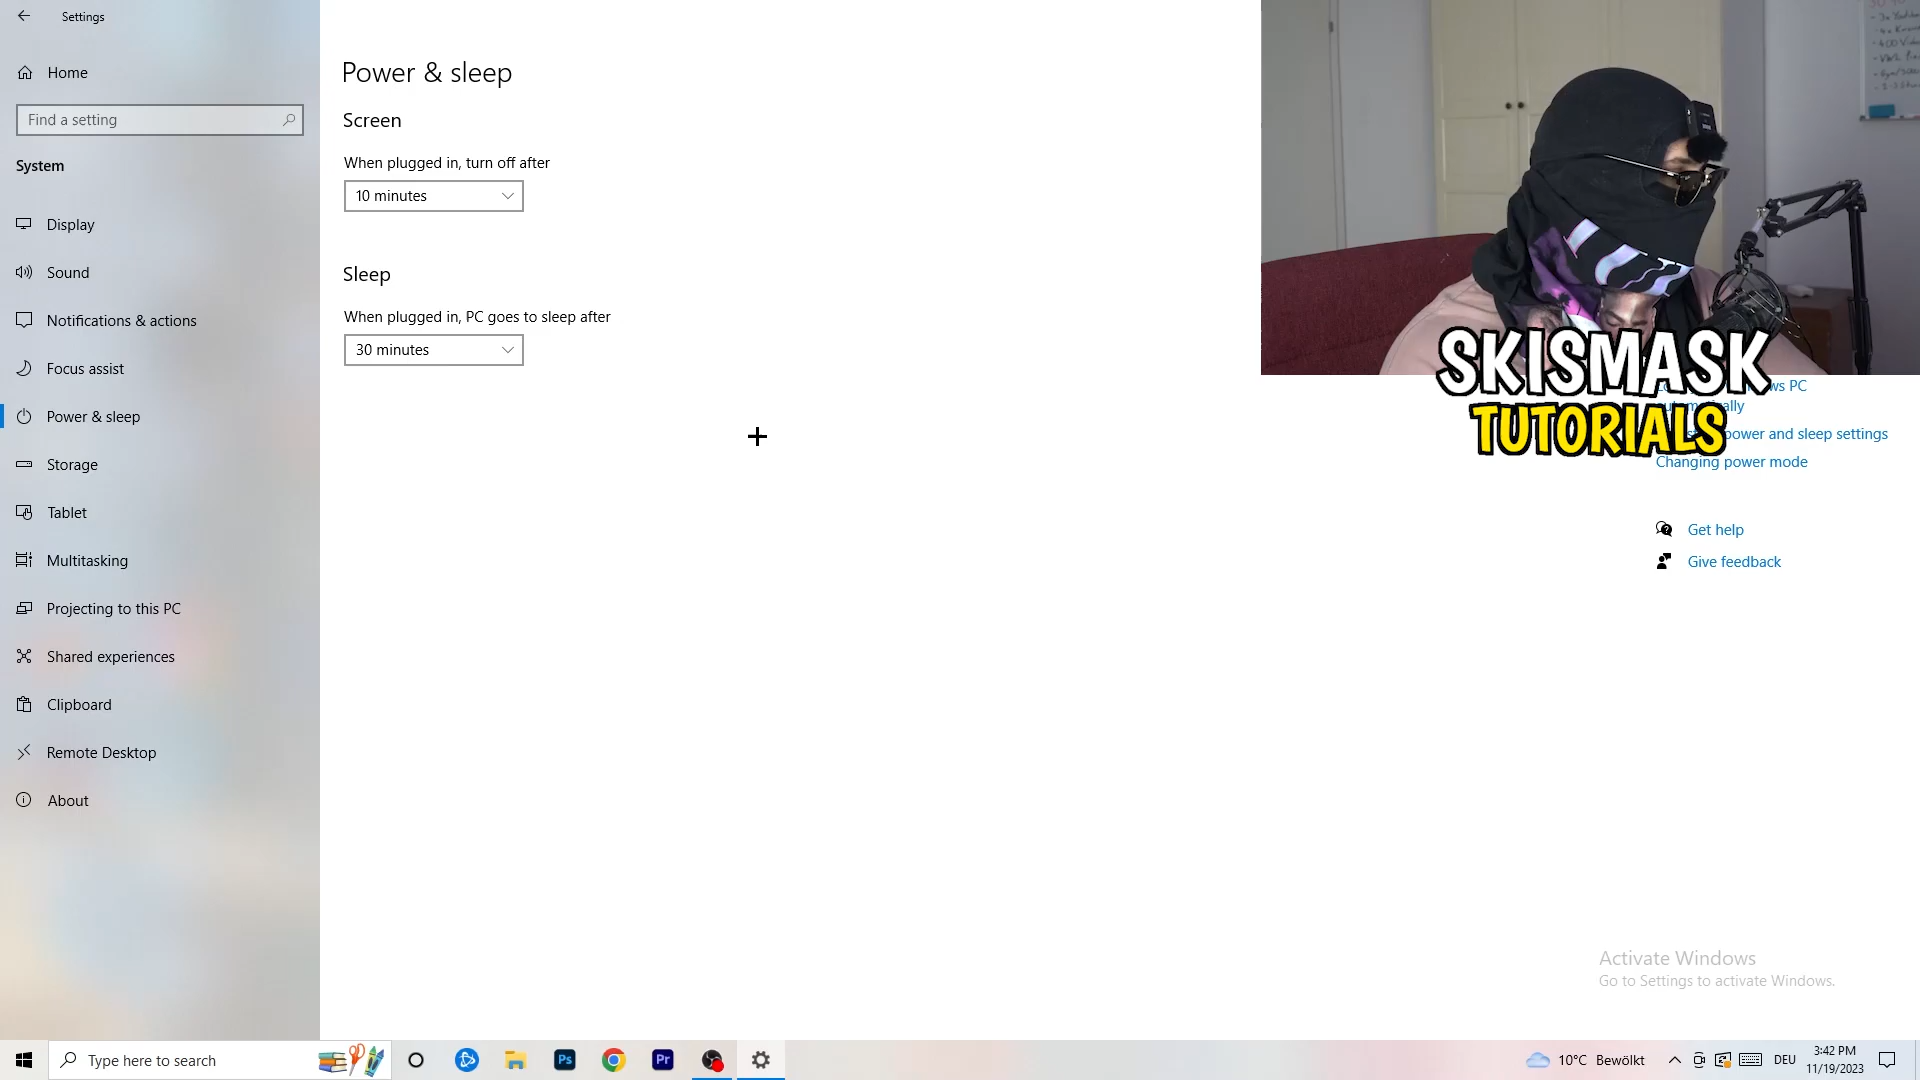 Settings
Home
Find a setting
System
Display
Sound
Notifications & actions
Focus assist
Power & sleep
Storage
Tablet
Multitasking
Projecting to this PC
Shared experiences
Clipboard
Remote Desktop
About
Power & sleep
Screen
When plugged in, turn off after
10 minutes
Sleep
When plugged in, PC goes to sleep after
30 minutes
SKISMASK
TUTORIALS
PC
power and sleep settings
Changing power mode
Get help
Give feedback
Activate Windows
Go to Settings to activate Windows.
Type here to search
Ps
Pr
10°C Bewölkt
DEU
3:42 PM
11/19/2023